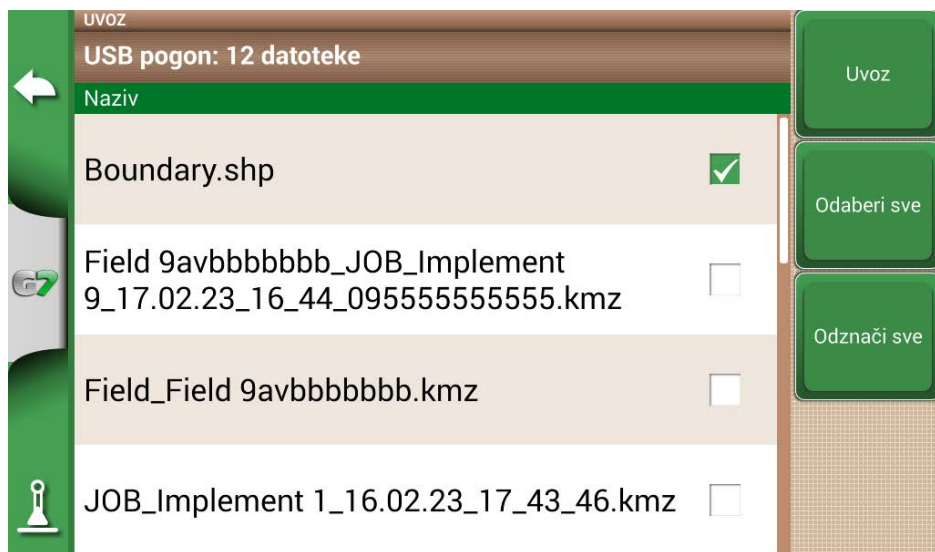 UVOZ
USB pogon: 12 datoteke
Naziv
Boundary.shp
Field 9avbbbbbbb_JOB_Implement
9_17.02.23_16_44_095555555555.kmz
Field_Field 9avbbbbbbb.kmz
JOB_Implement 1_16.02.23_17_43_46.kmz
G7
Uvoz
Odaberi sve
Odznači sve